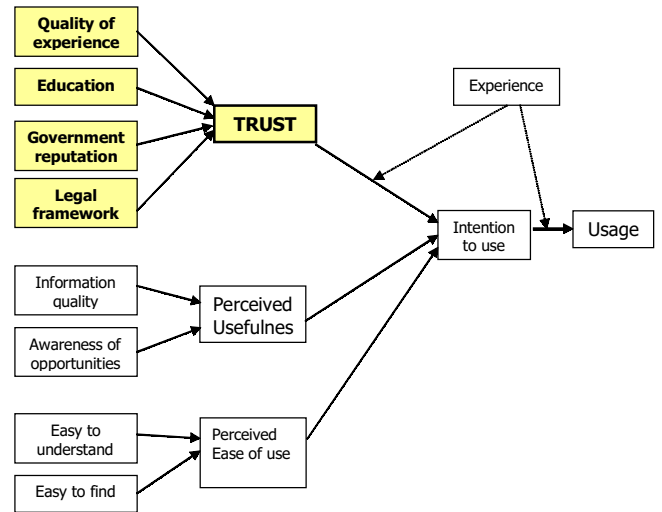 Quality of
experience
Education
Government
reputation
Legal
framework
TRUST
Experience
Intention
to use
Usage
Information
quality
Awareness of
opportunities
Perceived
Usefulnes
Easy to
understand
Easy to find
Perceived
Ease of use